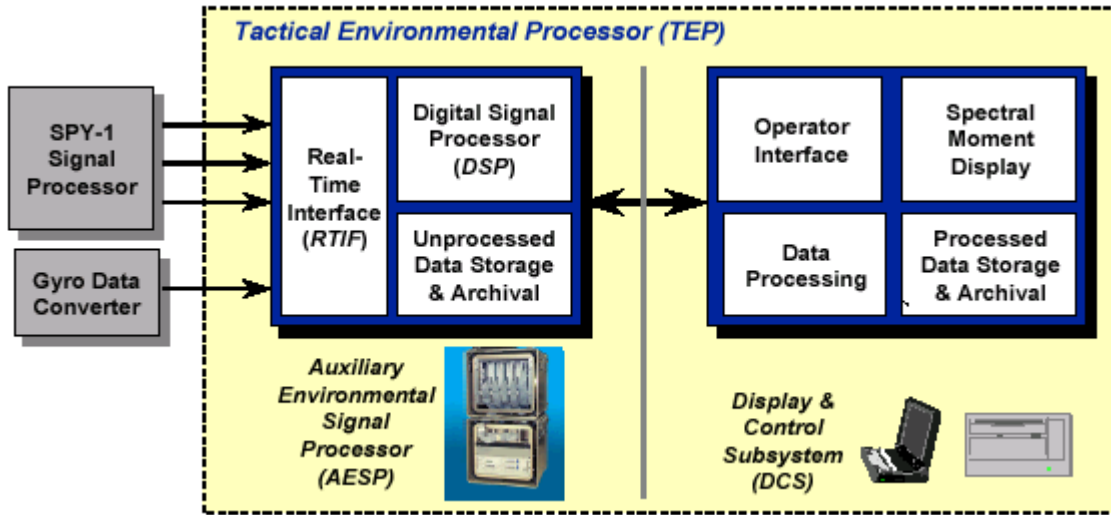 Tactical Environmental Processor (TEP)
SPY-1
Signal
Processor
Gyro Data
Converter
Real-
Time
Interface
(RTIF)
Digital Signal
Processor
(DSP)
Unprocessed
Data Storage
& Archival
Operator
Interface
Spectral
Moment
Display
Data
Processing
Processed
Data Storage
& Archival
Auxiliary
Environmental
Signal
Processor
(AESP)
Display &
Control
Subsystem
(DCS)